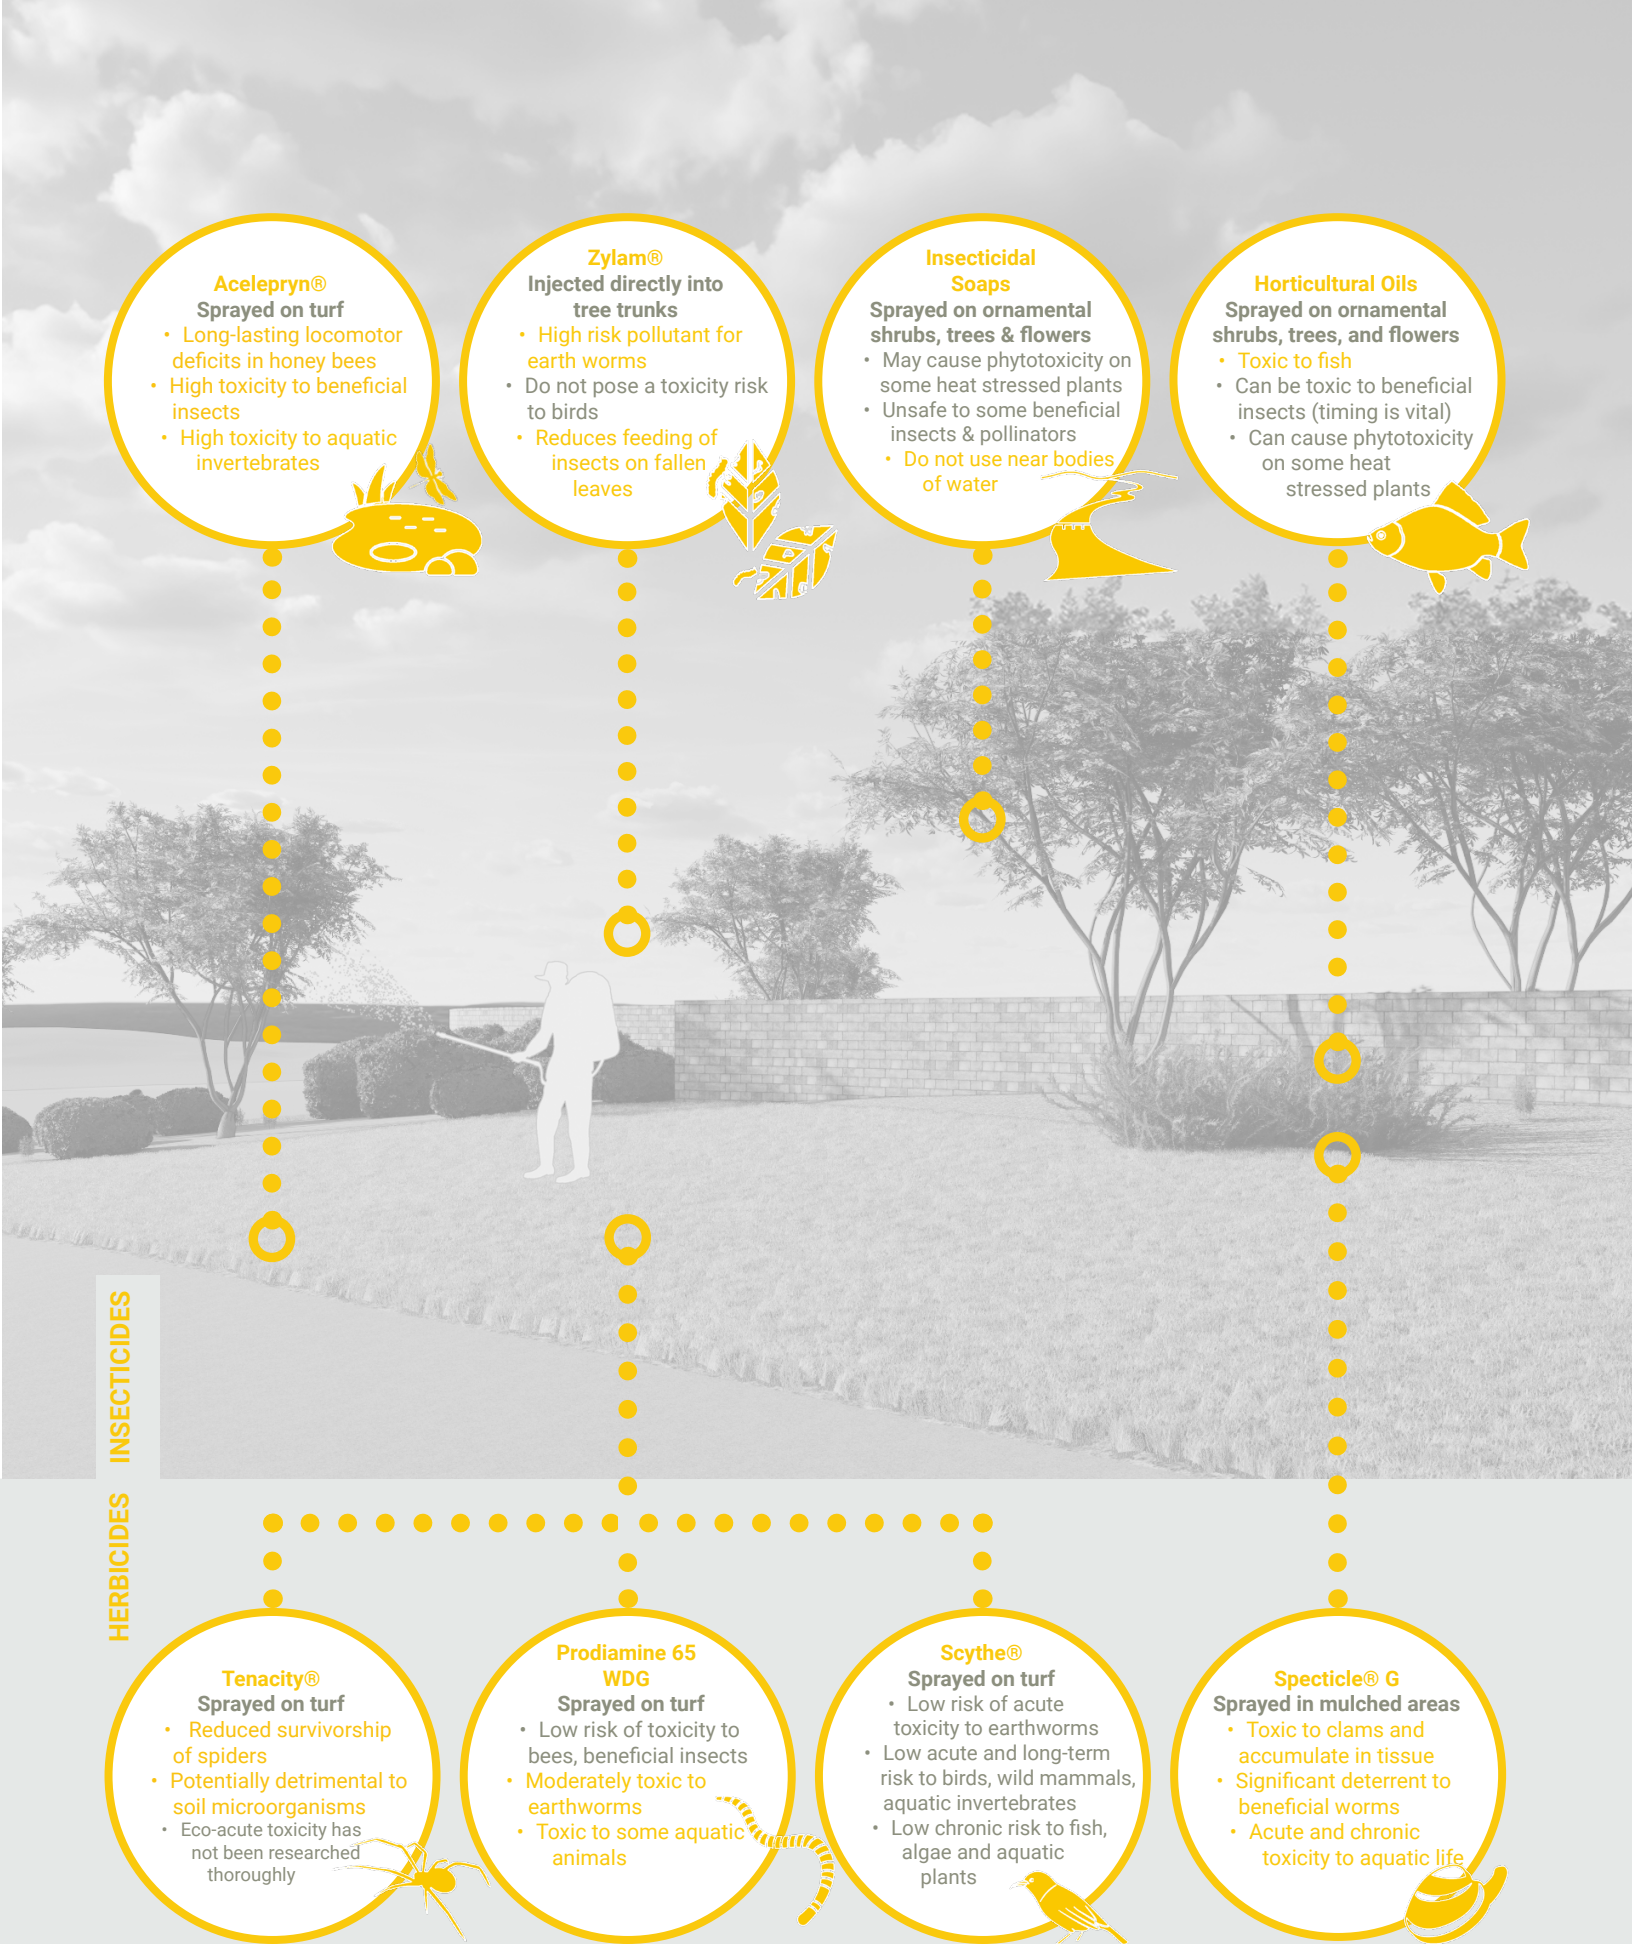 Acelepryn®
Sprayed on turf
• Long-lasting locomotor
deficits in honey bees
• High toxicity to beneficial
insects
• High toxicity to aquatic
invertebrates
Zylam®
Injected directly into
tree trunks
• High risk pollutant for
earth worms
• Do not pose a toxicity risk
to birds
• Reduces feeding of
insects on fallen
leaves
Insecticidal
Soaps
Sprayed on ornamental
shrubs, trees & flowers
• May cause phytotoxicity on
some heat stressed plants
• Unsafe to some beneficial
insects & pollinators
• Do not use near bodies
of water
Horticultural Oils
Sprayed on ornamental
shrubs, trees, and flowers
• Toxic to fish
• Can be toxic to beneficial
insects (timing is vital)
• Can cause phytotoxicity
on some heat
stressed plants
INSECTICIDES
HERBICIDES
Tenacity®
Sprayed on turf
• Reduced survivorship
of spiders
• Potentially detrimental to
soil microorganisms
• Eco-acute toxicity has
not been researched
thoroughly
Prodiamine 65
WDG
Sprayed on turf
• Low risk of toxicity to
bees, beneficial insects
• Moderately toxic to
earthworms
• Toxic to some aquatic
animals
Scythe®
Sprayed on turf
• Low risk of acute
toxicity to earthworms
• Low acute and long-term
risk to birds, wild mammals,
aquatic invertebrates
• Low chronic risk to fish,
algae and aquatic
plants
Specticle® G
Sprayed in mulched areas
• Toxic to clams and
accumulate in tissue
• Significant deterrent to
beneficial worms
• Acute and chronic
toxicity to aquatic life